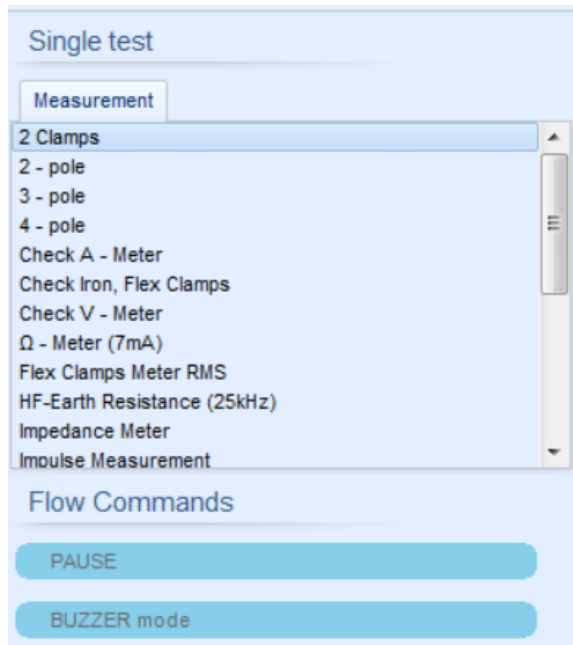 Single test
Measurement
2 Clamps
2 - pole
3 - pole
4 - pole
Check A - Meter
Check Iron, Flex Clamps
Check V - Meter
Ω - Meter (7mA)
Flex Clamps Meter RMS
HF-Earth Resistance (25kHz)
Impedance Meter
Impulse Measurement
Flow Commands
PAUSE
BUZZER mode